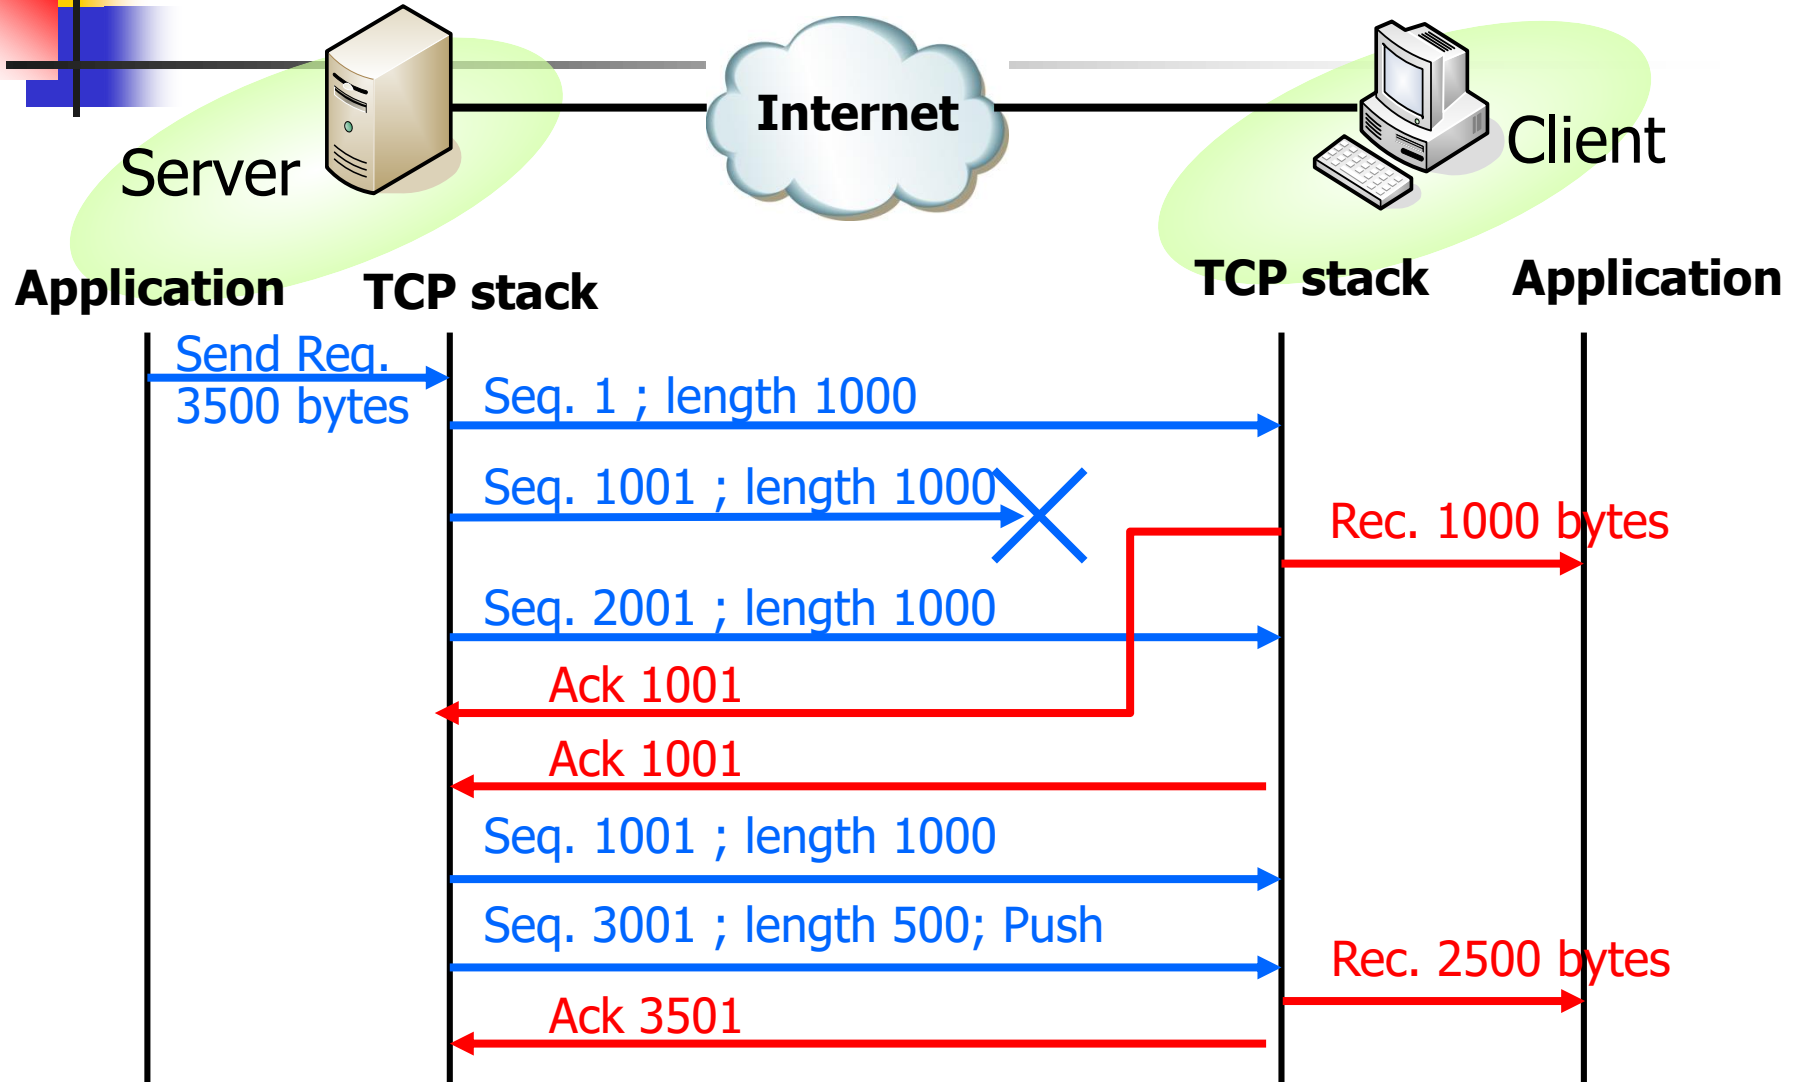 Internet
Server
Client
Application
TCP stack
TCP stack
Application
Send Req.
3500 bytes
Seq. 1 ; length 1000
Seq. 1001 ; length 1000
Rec. 1000 bytes
Seq. 2001 ; length 1000
Ack 1001
Ack 1001
Seq. 1001 ; length 1000
Seq. 3001 ; length 500; Push
Rec. 2500 bytes
Ack 3501